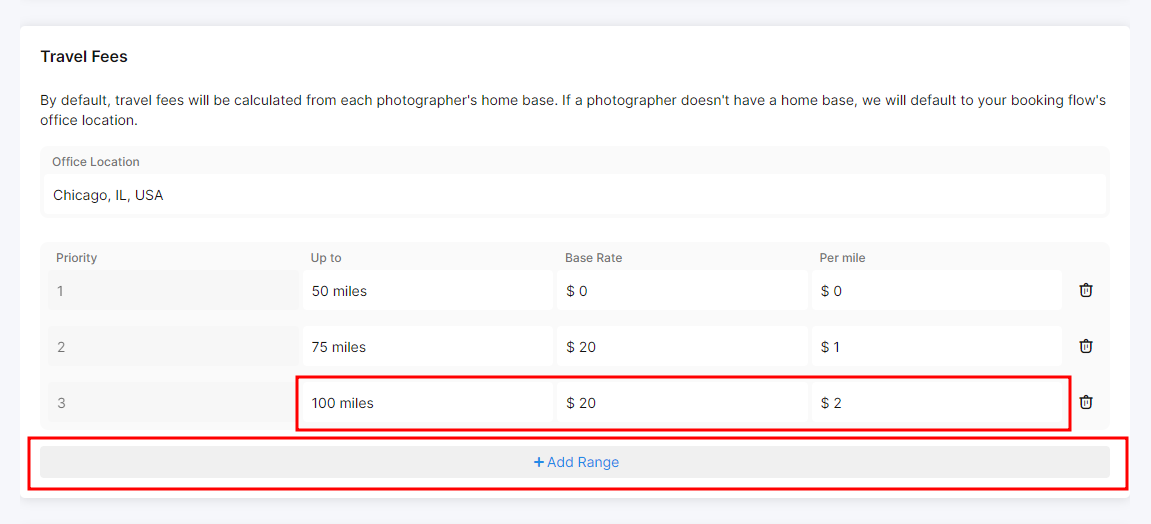 Travel Fees
By default, travel fees will be calculated from each photographer's home base. If a photographer doesn't have a home base, we will default to your booking flow's
office location.
Office Location
Chicago, IL, USA
Priority Up to Base Rate Per mile
1 50 miles $ 0 $ 0
2 75 miles $ 20 $ 1
3 100 miles $ 20 $ 2
+ Add Range